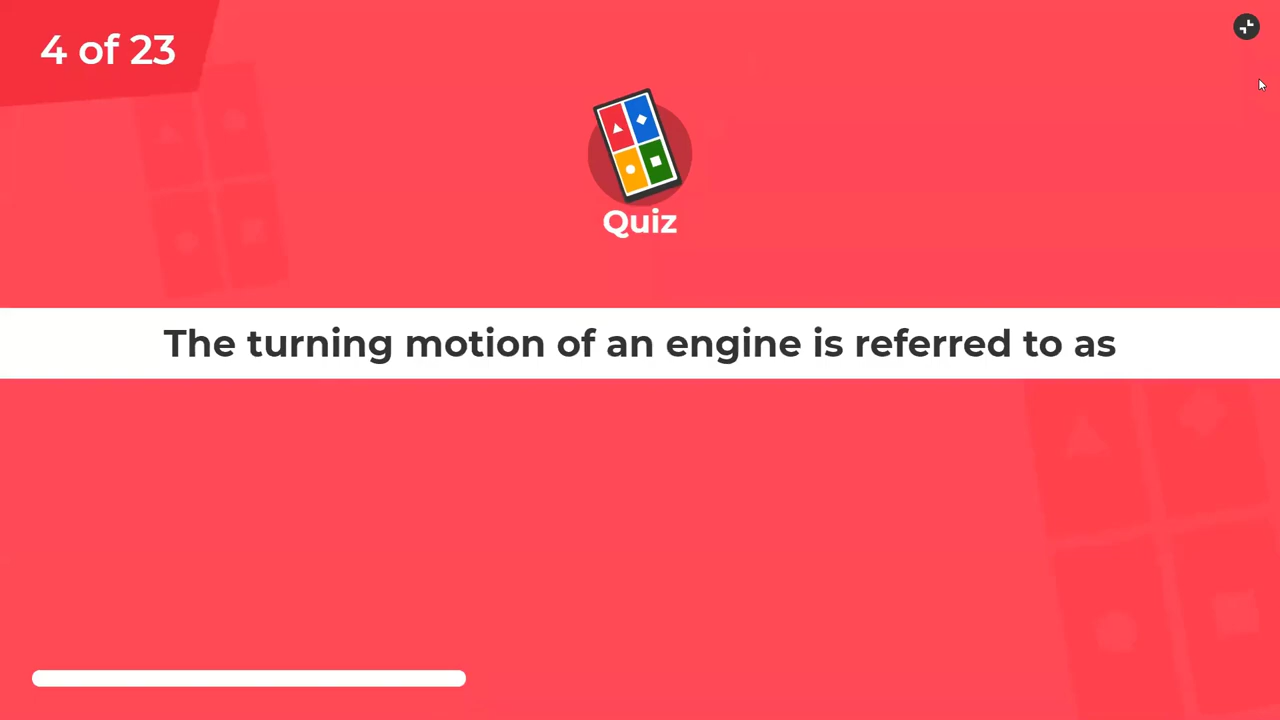 4 of 23
Quiz
The turning motion of an engine is referred to as